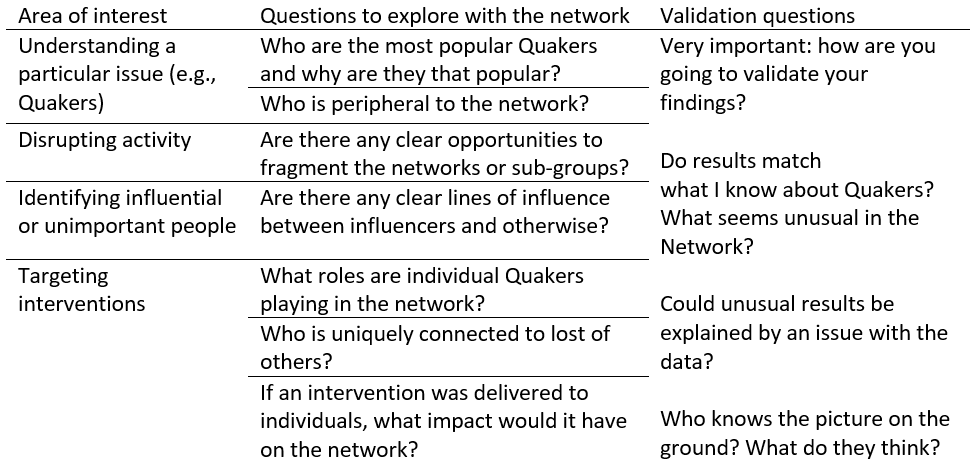 Area of interest
Questions to explore with the network
Validation questions
Understanding a
particular issue (e.g.,
Quakers)
Who are the most popular Quakers
and why are they that popular?
Who is peripheral to the network?
Very important: how are you
going to validate your
findings?
Disrupting activity
Are there any clear opportunities to
fragment the networks or sub-groups?
Do results match
what I know about Quakers?
What seems unusual in the
Network?
Identifying influential
or unimportant people
Are there any clear lines of influence
between influencers and otherwise?
Targeting
interventions
What roles are individual Quakers
playing in the network?
Who is uniquely connected to lost of
others?
If an intervention was delivered to
individuals, what impact would it have
on the network?
Could unusual results be
explained by an issue with the
data?
Who knows the picture on the
ground? What do they think?